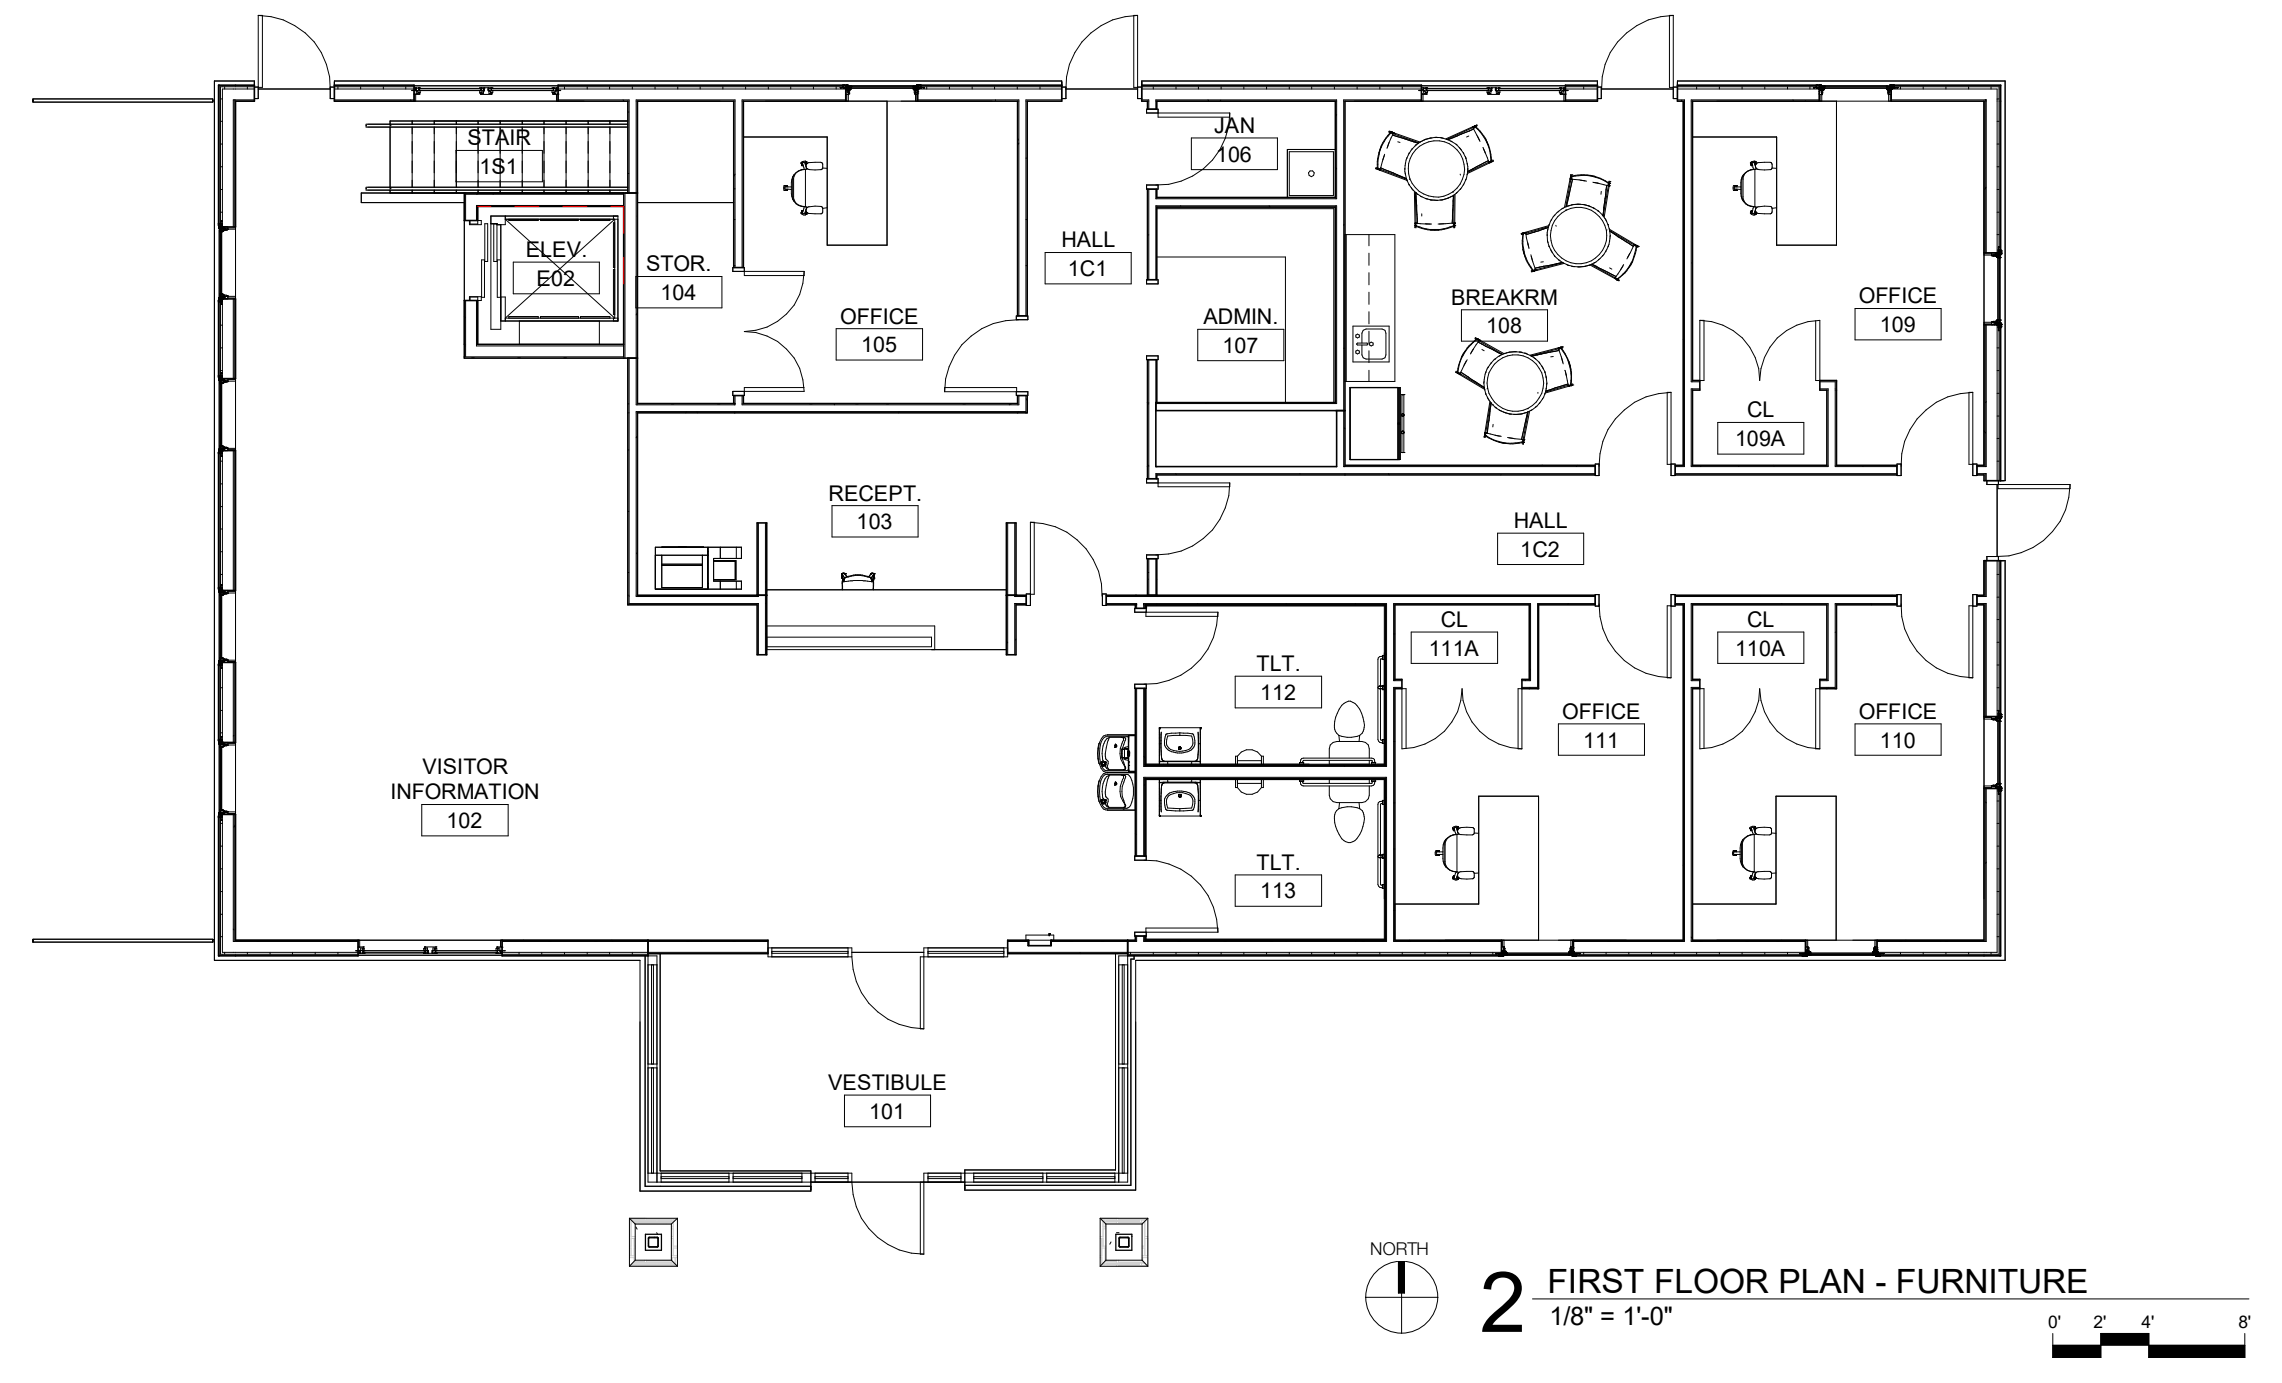 STAIR
1S1
JAN
106
ELEV.
E02
STOR.
104
HALL
1C1
OFFICE
105
ADMIN.
107
BREAKRM
108
OFFICE
109
CL
109A
RECEPT.
103
HALL
1C2
CL
111A
CL
110A
TLT.
112
OFFICE
111
OFFICE
110
VISITOR
INFORMATION
102
TLT.
113
VESTIBULE
101
NORTH
2
FIRST FLOOR PLAN - FURNITURE
1/8" = 1'-0"
0' 2' 4' 8'